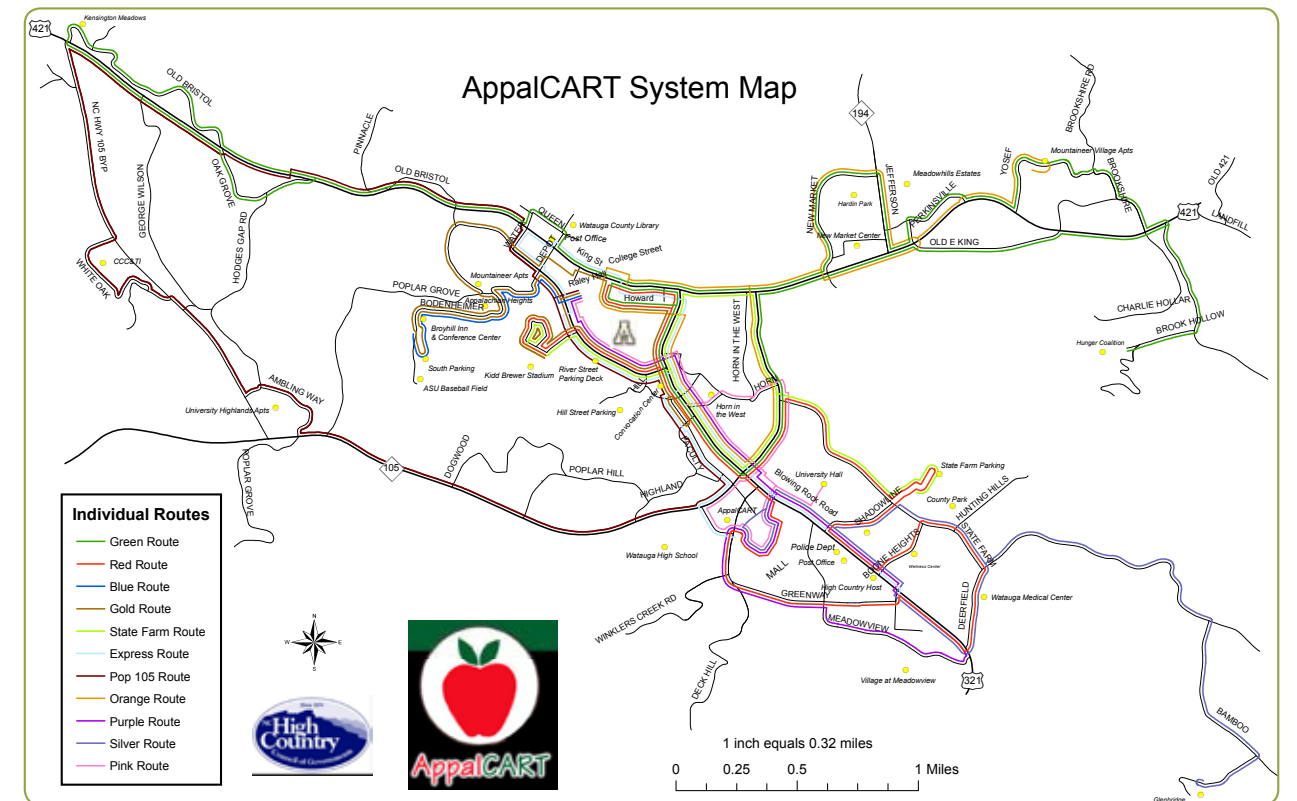 AppalCART System Map
421
Kensington Meadows
OLD BRISTOL
NC HWY 105 BYP
GEORGE WILSON
OAK GROVE
HODGES GAP RD
PINNACLE
OLD BRISTOL
WATER
QUEEN
DEPOT
Watauga County Library
Post Office
King St
College Street
Raley Hall
Howard
194
NEW MARKET
JEFFERSON
Hardin Park
Meadowhills Estates
New Market Center
PERKINSVILLE
OLD E KING
YOSEF
Mountaineer Village Apts
BROOKSHIRE RD
BROOKSHIRE
OLD 421
421
LANDFILL
CHARLIE HOLLAR
BROOK HOLLOW
Hunger Coalition
CCC&TI
WHITE OAK
Mountaineer Apts
POPLAR GROVE
Appalachian Heights
BODENHEIMER
Broyhill Inn
& Conference Center
South Parking
ASU Baseball Field
Kidd Brewer Stadium
River Street
Parking Deck
A
HILL
Hill Street Parking
Convocation Center
HORN IN THE WEST
HORN
Horn in
the West
AMBLING WAY
University Highlands Apts
POPLAR GROVE
105
DOGWOOD
POPLAR HILL
HIGHLAND
FACULTY
Watauga High School
AppalCART
University Hall
Blowing Rock Road
State Farm Parking
County Park
SHADOWLINE
HUNTING HILLS
STATE FARM
Police Dept
Post Office
MALL
BOONE HEIGHTS
Wellness Center
High Country Host
GREENWAY
MEADOWVIEW
DEERFIELD
Watauga Medical Center
WINKLERS CREEK RD
DECK HILL
Village at Meadowview
321
BAMBOO
Glenbridge
Individual Routes
Green Route
Red Route
Blue Route
Gold Route
State Farm Route
Express Route
Pop 105 Route
Orange Route
Purple Route
Silver Route
Pink Route
N
W E
S
High
Country
Council of Governments
AppalCART
1 inch equals 0.32 miles
0 0.25 0.5 1 Miles